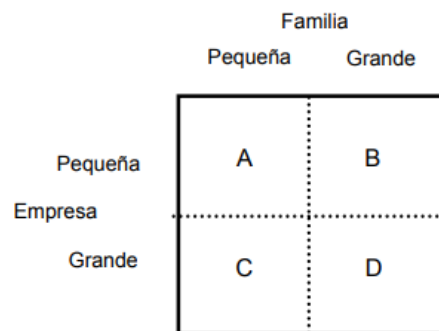 Familia
Pequeña Grande
Pequeña A B
Empresa
Grande C D